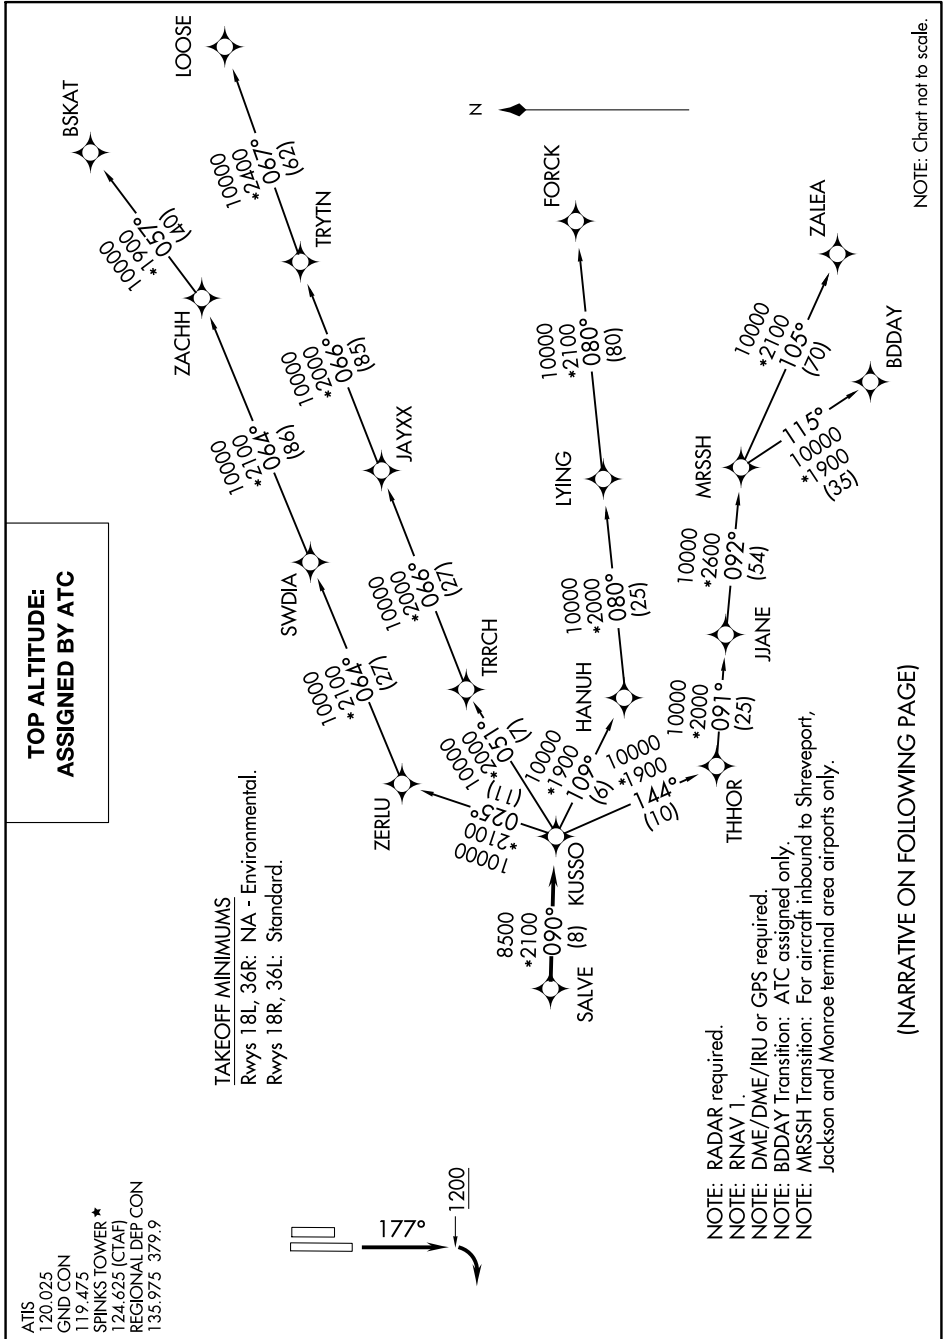 ATIS
120.025
GND CON
119.475
SPINKS TOWER ★
124.625 (CTAF)
REGIONAL DEP CON
135.975 379.9
TOP ALTITUDE:
ASSIGNED BY ATC
TAKEOFF MINIMUMS
Rwys 18L, 36R: NA - Environmental.
Rwys 18R, 36L: Standard.
177°
1200
SALVE
8500
*2100
090°
(8)
KUSSO
10000
*2100
025°
(11)
ZERLU
10000
*2100
064°
(27)
SWDIA
10000
*2100
064°
(86)
ZACHH
10000
*1900
057°
(40)
BSKAT
10000
*2000
051°
(7)
TRRCH
10000
*2000
066°
(27)
JAYXX
10000
*2000
066°
(85)
TRYTN
10000
*2400
067°
(62)
LOOSE
10000
*1900
109°
(6)
HANUH
10000
*2000
080°
(25)
LYING
10000
*2100
080°
(80)
FORCK
10000
*1900
144°
(10)
THHOR
10000
*2000
091°
(25)
JJANE
10000
*2600
092°
(54)
MRSSH
10000
*2100
105°
(70)
ZALEA
115°
10000
*1900
(35)
BDDAY
N
NOTE: RADAR required.
NOTE: RNAV 1.
NOTE: DME/DME/IRU or GPS required.
NOTE: BDDAY Transition: ATC assigned only.
NOTE: MRSSH Transition: For aircraft inbound to Shreveport,
Jackson and Monroe terminal area airports only.
(NARRATIVE ON FOLLOWING PAGE)
NOTE: Chart not to scale.